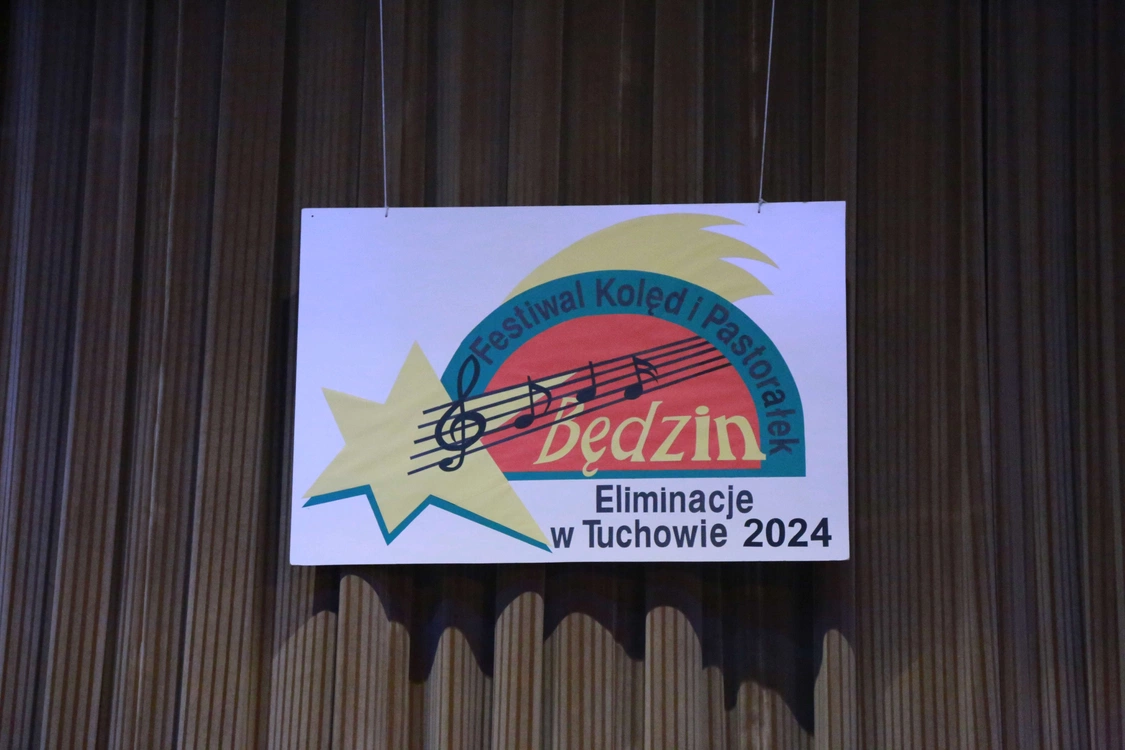 Festiwal Kolęd i Pastorałek
Będzin
Eliminacje
w Tuchowie 2024